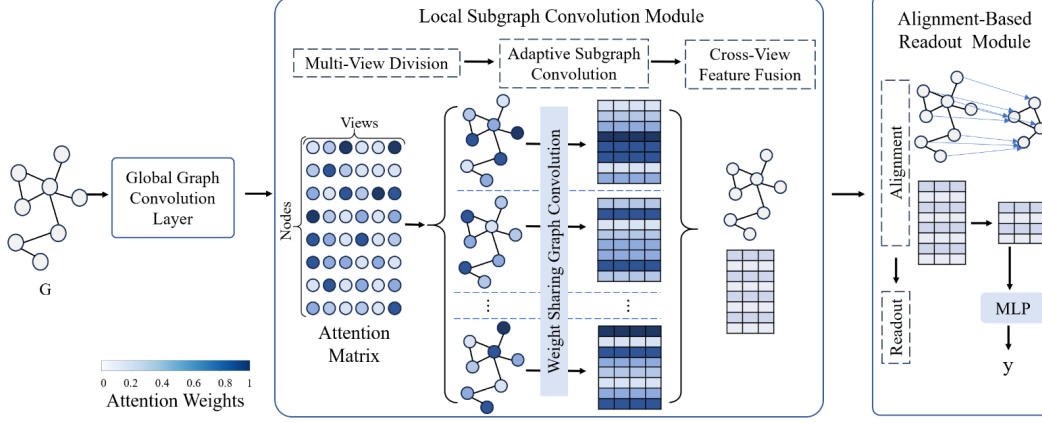 Local Subgraph Convolution Module
Multi-View Division
Adaptive Subgraph
Convolution
Cross-View
Feature Fusion
Alignment-Based
Readout Module
G
Global Graph
Convolution
Layer
Views
Nodes
Attention
Matrix
Weight Sharing Graph Convolution
...
...
Alignment
Readout
MLP
y
0 0.2 0.4 0.6 0.8 1
Attention Weights